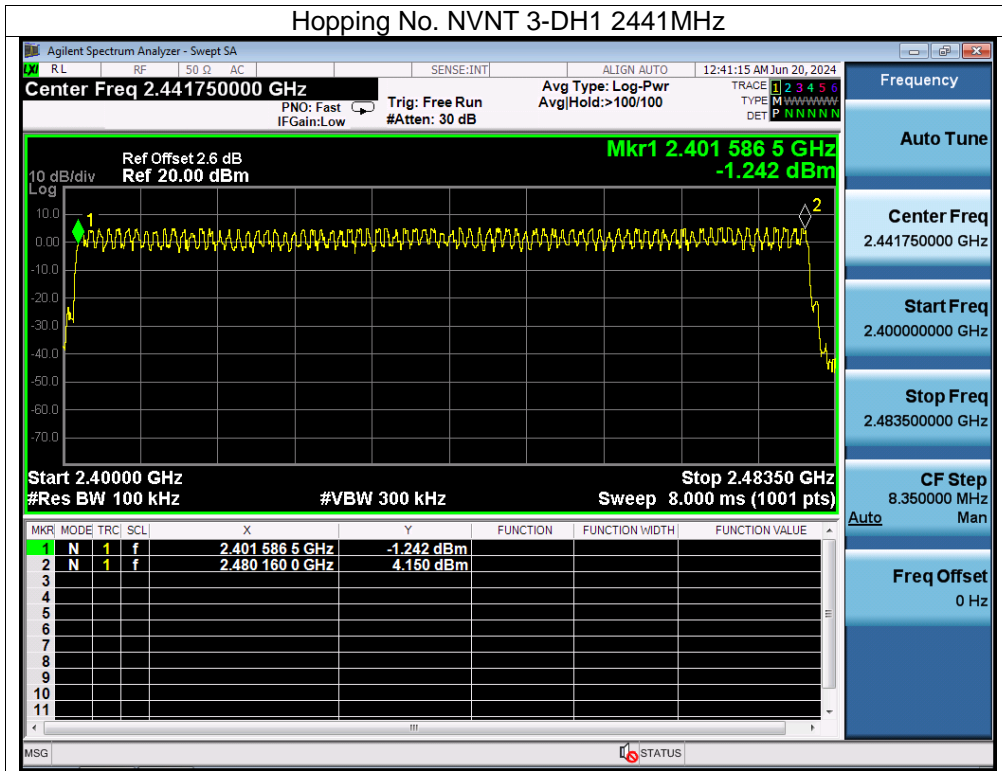 Hopping No. NVNT 3-DH1 2441MHz
Agilent Spectrum Analyzer - Swept SA
LXI RL RF 50 Ω AC SENSE:INT ALIGN AUTO 12:41:15 AM Jun 20, 2024
Center Freq 2.441750000 GHz
PNO: Fast
IFGain:Low
Trig: Free Run
#Atten: 30 dB
Avg Type: Log-Pwr
Avg|Hold:>100/100
TRACE 1 2 3 4 5 6
TYPE M WWWWW
DET P N N N N N
Mkr1 2.401 586 5 GHz
-1.242 dBm
Ref Offset 2.6 dB
10 dB/div Ref 20.00 dBm
Log
10.0
0.00
-10.0
-20.0
-30.0
-40.0
-50.0
-60.0
-70.0
1
2
Start 2.40000 GHz Stop 2.48350 GHz
#Res BW 100 kHz #VBW 300 kHz Sweep 8.000 ms (1001 pts)
MKR MODE TRC SCL X Y FUNCTION FUNCTION WIDTH FUNCTION VALUE
1 N 1 f 2.401 586 5 GHz -1.242 dBm
2 N 1 f 2.480 160 0 GHz 4.150 dBm
3
4
5
6
7
8
9
10
11
MSG STATUS
Frequency
Auto Tune
Center Freq
2.441750000 GHz
Start Freq
2.400000000 GHz
Stop Freq
2.483500000 GHz
CF Step
8.350000 MHz
Auto Man
Freq Offset
0 Hz